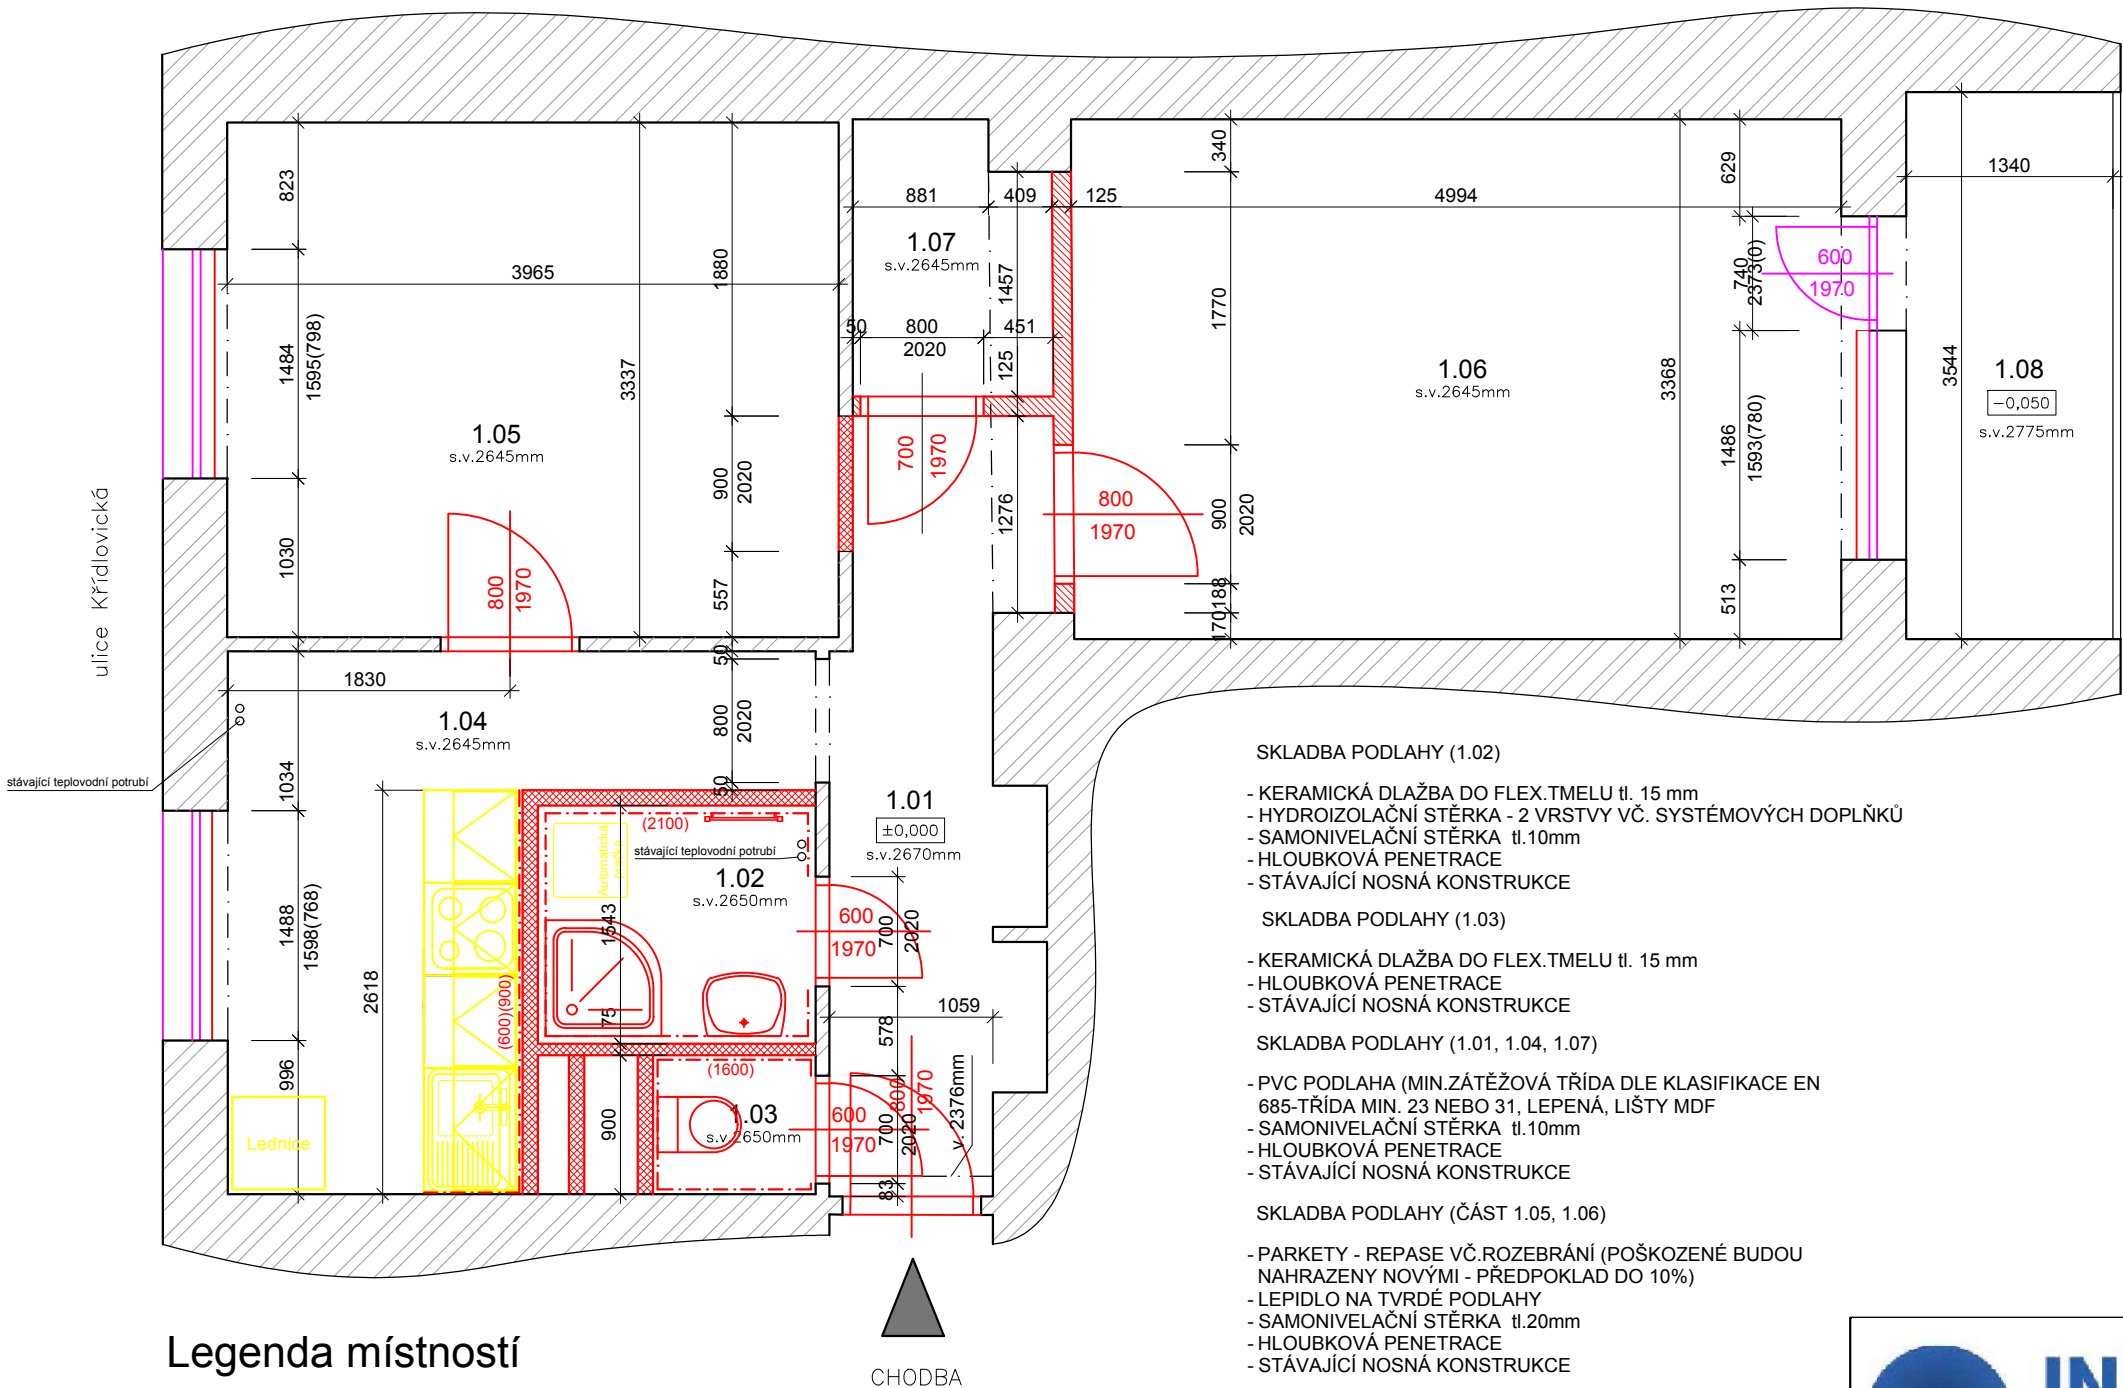 340
629
823
1340
881
409
125
4994
1.07
s.v.2645mm
1880
3965
1457
740
2373(0)
600
1970
1770
50
800
451
2020
1484
1595(798)
3337
125
1.06
s.v.2645mm
3368
3544
1.08
-0,050
s.v.2775mm
1.05
s.v.2645mm
700
1970
1486
1593(780)
900
2020
800
1970
900
2020
1276
ulice Křídlovická
1030
800
1970
557
170
188
513
50
1830
1.04
s.v.2645mm
800
2020
stávající teplovodní potrubí
1034
50
1.01
±0,000
s.v.2670mm
(2100)
Automatická
pračka
stávající teplovodní potrubí
1.02
s.v.2650mm
1488
1598(768)
2618
1543
600
1970
700
2020
(600)(900)
75
578
1059
996
(1600)
1.03
s.v.2650mm
900
600
1970
700
2020
800
1970
v. 2376mm
Lednice
83
SKLADBA PODLAHY (1.02)
- KERAMICKÁ DLAŽBA DO FLEX.TMELU tl. 15 mm
- HYDROIZOLAČNÍ STĚRKA - 2 VRSTVY VČ. SYSTÉMOVÝCH DOPLŇKŮ
- SAMONIVELAČNÍ STĚRKA tl.10mm
- HLOUBKOVÁ PENETRACE
- STÁVAJÍCÍ NOSNÁ KONSTRUKCE
SKLADBA PODLAHY (1.03)
- KERAMICKÁ DLAŽBA DO FLEX.TMELU tl. 15 mm
- HLOUBKOVÁ PENETRACE
- STÁVAJÍCÍ NOSNÁ KONSTRUKCE
SKLADBA PODLAHY (1.01, 1.04, 1.07)
- PVC PODLAHA (MIN.ZÁTĚŽOVÁ TŘÍDA DLE KLASIFIKACE EN
685-TŘÍDA MIN. 23 NEBO 31, LEPENÁ, LIŠTY MDF
- SAMONIVELAČNÍ STĚRKA tl.10mm
- HLOUBKOVÁ PENETRACE
- STÁVAJÍCÍ NOSNÁ KONSTRUKCE
SKLADBA PODLAHY (ČÁST 1.05, 1.06)
- PARKETY - REPASE VČ.ROZEBRÁNÍ (POŠKOZENÉ BUDOU
NAHRAZENY NOVÝMI - PŘEDPOKLAD DO 10%)
- LEPIDLO NA TVRDÉ PODLAHY
- SAMONIVELAČNÍ STĚRKA tl.20mm
- HLOUBKOVÁ PENETRACE
- STÁVAJÍCÍ NOSNÁ KONSTRUKCE
Legenda místností
CHODBA